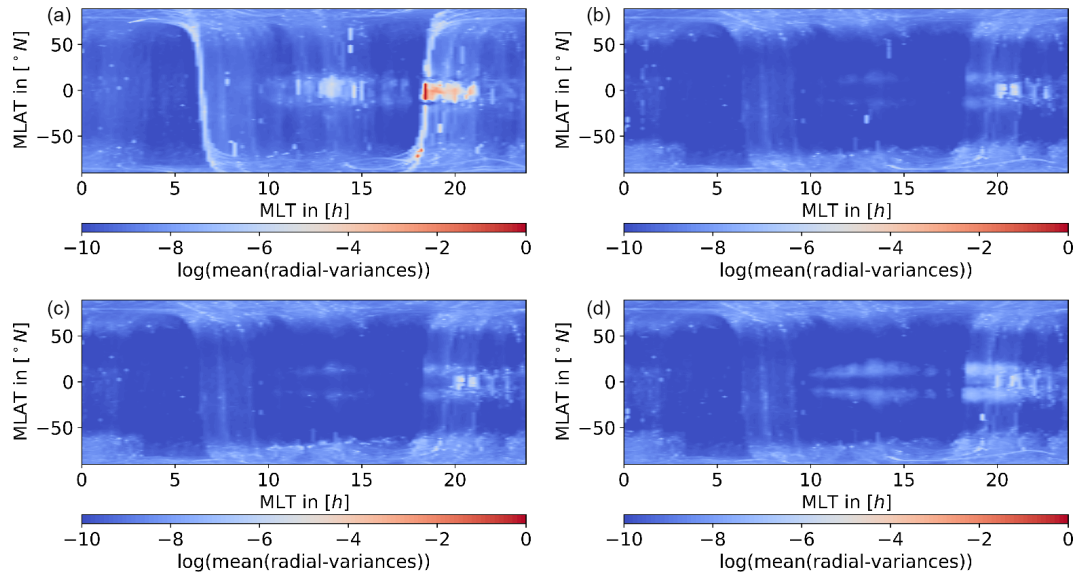 (a)
MLAT in [°N]
50
0
−50
0 5 10 15 20
MLT in [h]
−10 −8 −6 −4 −2 0
log(mean(radial-variances))
(b)
MLAT in [°N]
50
0
−50
0 5 10 15 20
MLT in [h]
−10 −8 −6 −4 −2 0
log(mean(radial-variances))
(c)
MLAT in [°N]
50
0
−50
0 5 10 15 20
MLT in [h]
−10 −8 −6 −4 −2 0
log(mean(radial-variances))
(d)
MLAT in [°N]
50
0
−50
0 5 10 15 20
MLT in [h]
−10 −8 −6 −4 −2 0
log(mean(radial-variances))